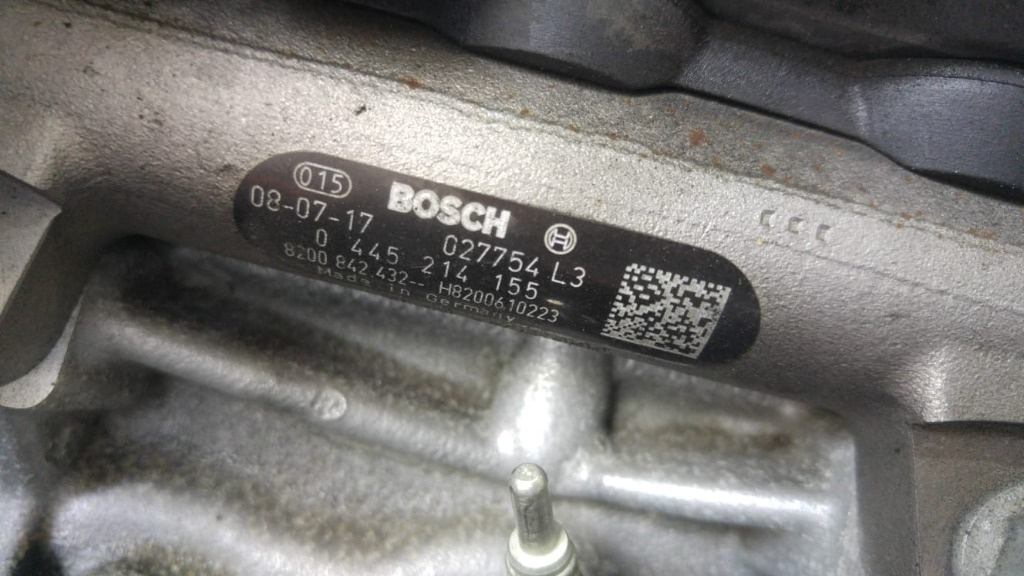 015 BOSCH
08-07-17 027754 L3
0 445 214 155
8200 842 432-- H8200610223
Made in Germany